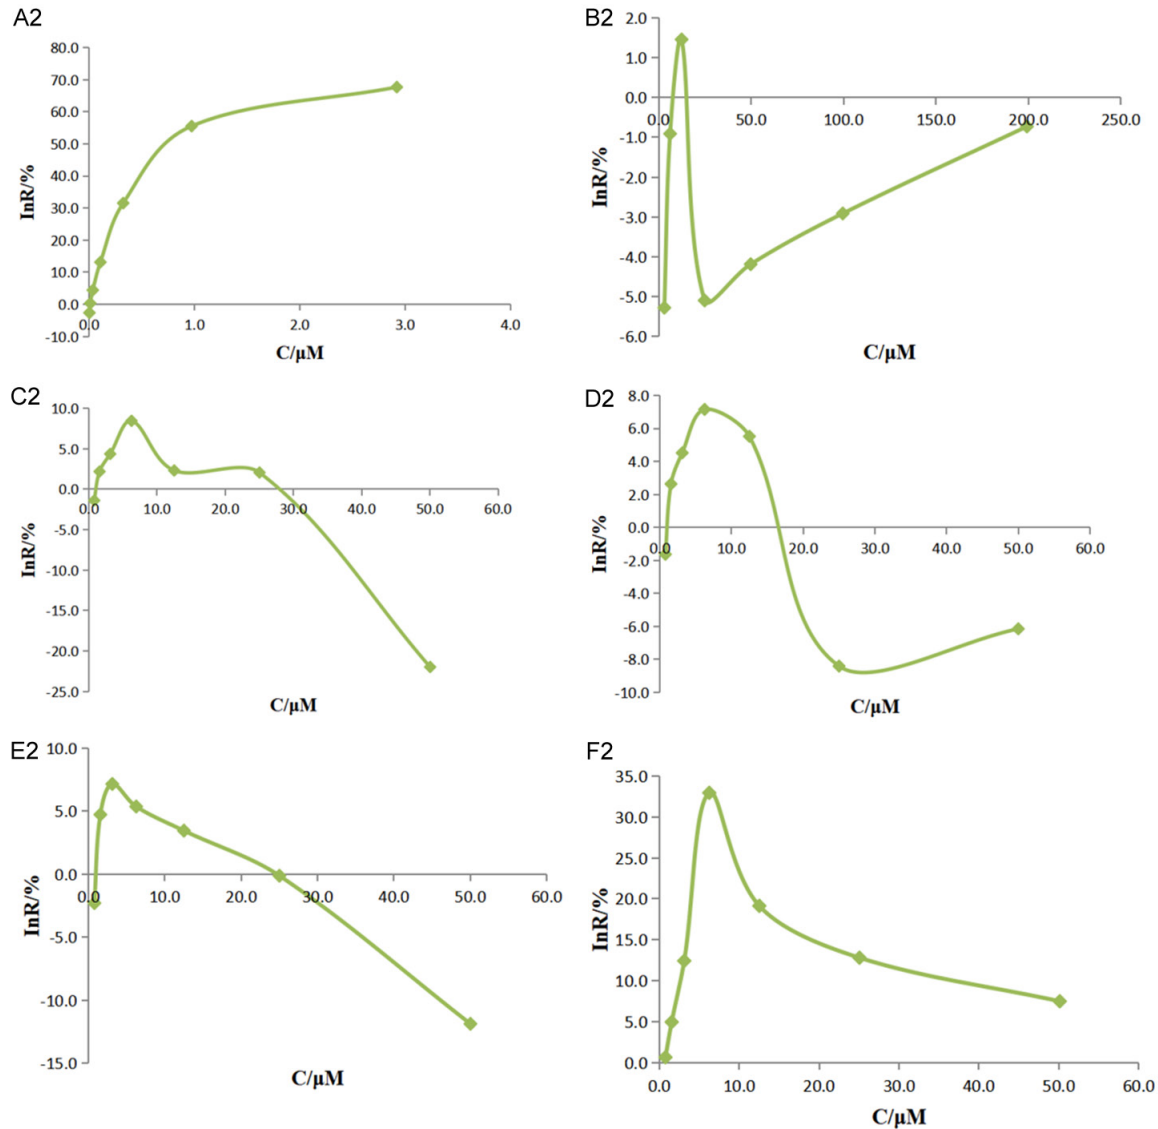 A2
80.0
70.0
60.0
50.0
40.0
30.0
20.0
10.0
0.0
-10.0
InR/%
0.0 1.0 2.0 3.0 4.0
C/μM
B2
2.0
1.0
0.0
-1.0
-2.0
-3.0
-4.0
-5.0
-6.0
InR/%
0.0 50.0 100.0 150.0 200.0 250.0
C/μM
C2
10.0
5.0
0.0
-5.0
-10.0
-15.0
-20.0
-25.0
InR/%
0.0 10.0 20.0 30.0 40.0 50.0 60.0
C/μM
D2
8.0
6.0
4.0
2.0
0.0
-2.0
-4.0
-6.0
-8.0
-10.0
InR/%
0.0 10.0 20.0 30.0 40.0 50.0 60.0
C/μM
E2
10.0
5.0
0.0
-5.0
-10.0
-15.0
InR/%
0.0 10.0 20.0 30.0 40.0 50.0 60.0
C/μM
F2
35.0
30.0
25.0
20.0
15.0
10.0
5.0
0.0
InR/%
0.0 10.0 20.0 30.0 40.0 50.0 60.0
C/μM